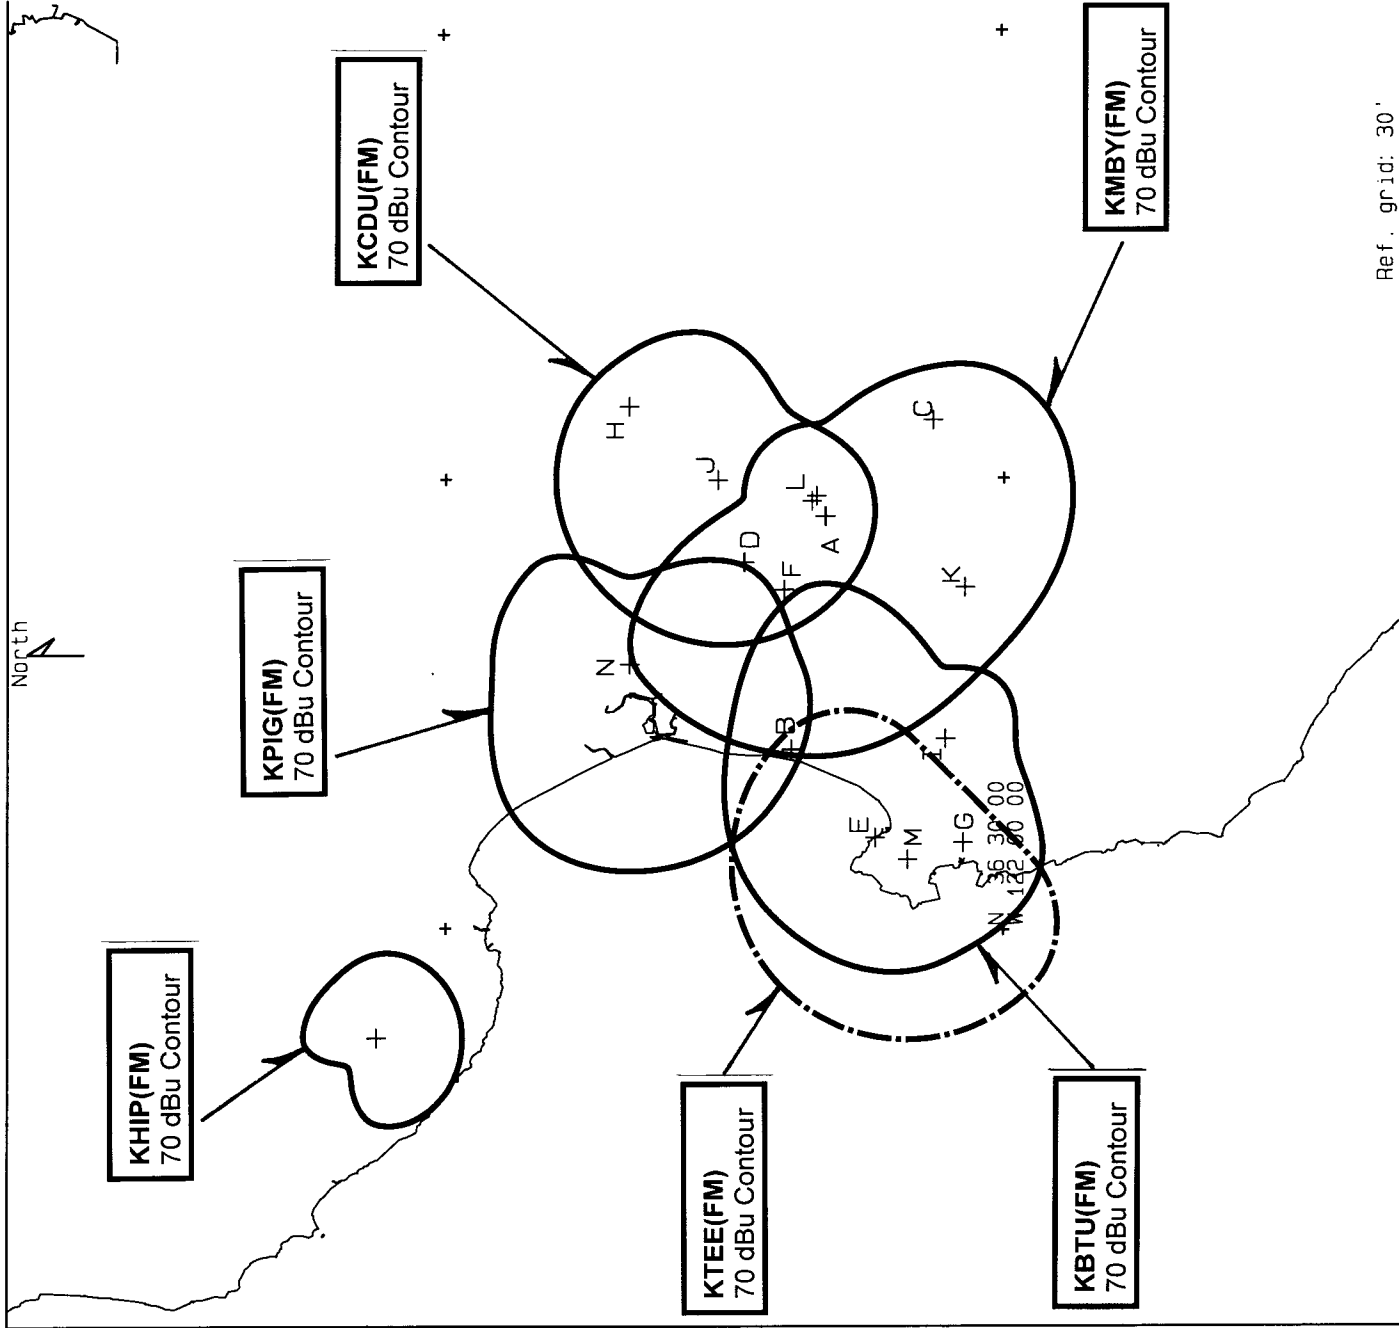 North
KCDU(FM)
70 dBu Contour
KMBY(FM)
70 dBu Contour
KPIG(FM)
70 dBu Contour
KHIP(FM)
70 dBu Contour
KTEE(FM)
70 dBu Contour
KBTU(FM)
70 dBu Contour
H
J
C
L
D
A
F
K
N
B
I
E
M
G
N 36 30 00
W 122 00 00
Ref. grid: 30'